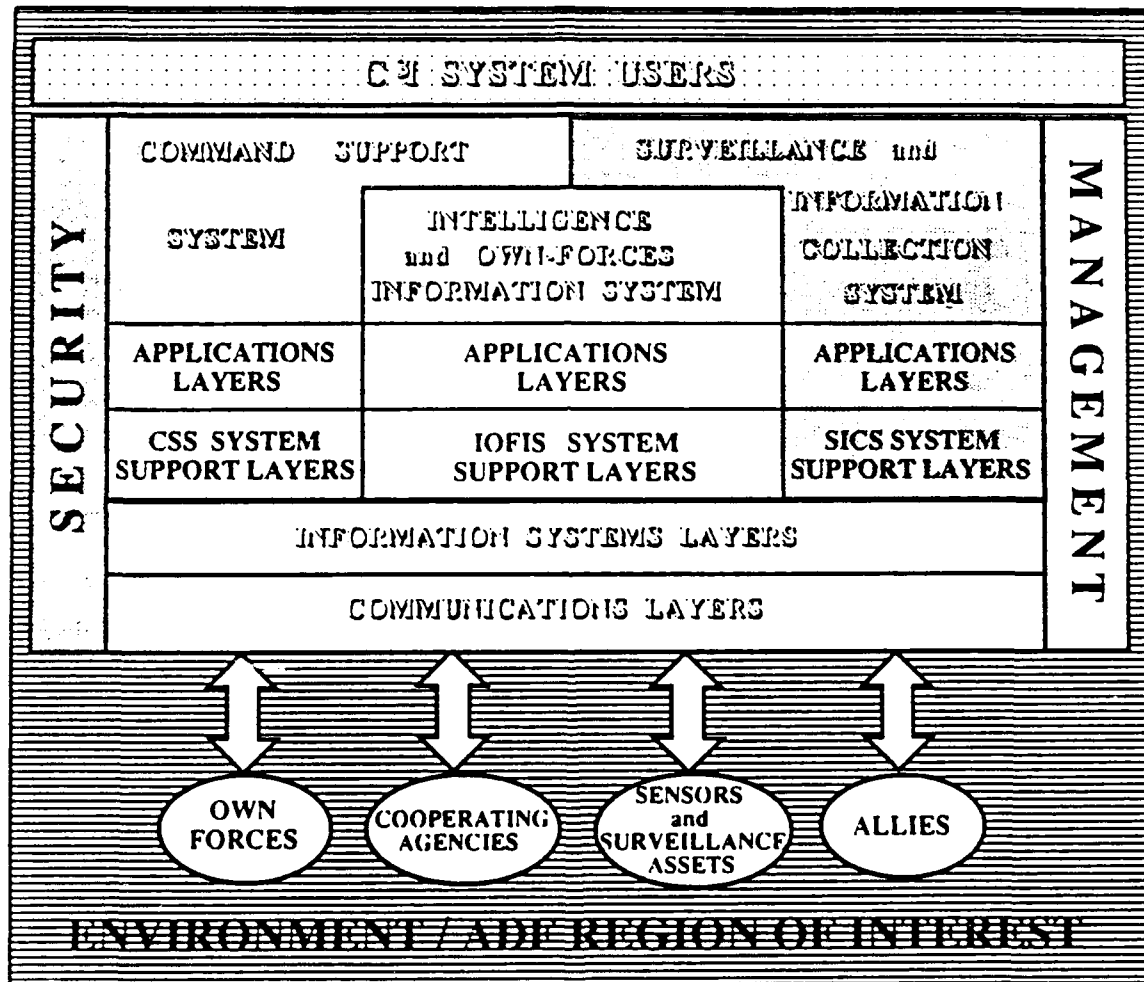 C³I SYSTEM USERS
SECURITY
COMMAND SUPPORT
SYSTEM
SURVEILLANCE and
INFORMATION
COLLECTION
SYSTEM
INTELLIGENCE
and OWN-FORCES
INFORMATION SYSTEM
MANAGEMENT
APPLICATIONS
LAYERS
APPLICATIONS
LAYERS
APPLICATIONS
LAYERS
CSS SYSTEM
SUPPORT LAYERS
IOFIS SYSTEM
SUPPORT LAYERS
SICS SYSTEM
SUPPORT LAYERS
INFORMATION SYSTEMS LAYERS
COMMUNICATIONS LAYERS
OWN
FORCES
COOPERATING
AGENCIES
SENSORS
and
SURVEILLANCE
ASSETS
ALLIES
ENVIRONMENT / ADF REGION OF INTEREST